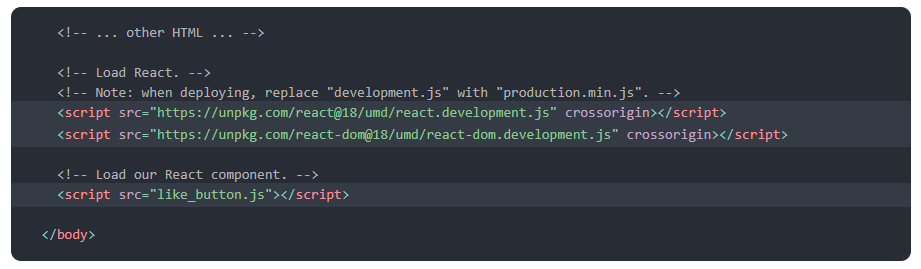 <!-- ... other HTML ... -->
<!-- Load React. -->
<!-- Note: when deploying, replace "development.js" with "production.min.js". -->
<script src="https://unpkg.com/react@18/umd/react.development.js" crossorigin></script>
<script src="https://unpkg.com/react-dom@18/umd/react-dom.development.js" crossorigin></script>
<!-- Load our React component. -->
<script src="like_button.js"></script>
</body>